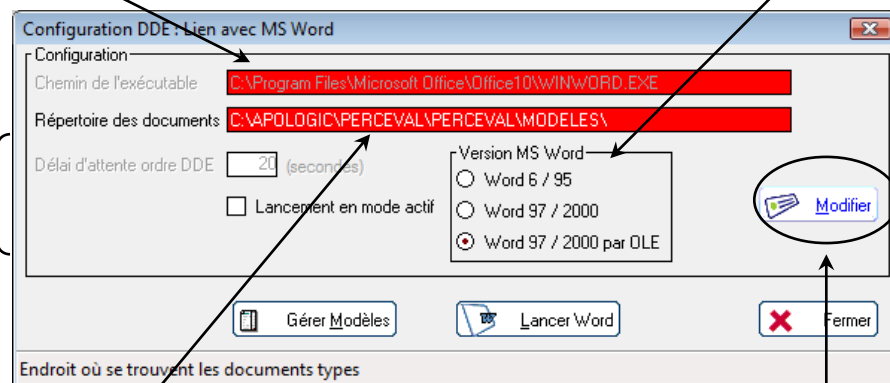 Configuration DDE : Lien avec MS Word
Configuration
Chemin de l'exécutable C:\Program Files\Microsoft Office\Office10\WINWORD.EXE
Répertoire des documents C:\APOLOGIC\PERCEVAL\PERCEVAL\MODELES\
Délai d'attente ordre DDE 20 (secondes)
Lancement en mode actif
Version MS Word
Word 6 / 95
Word 97 / 2000
Word 97 / 2000 par OLE
Modifier
Gérer Modèles Lancer Word Fermer
Endroit où se trouvent les documents types